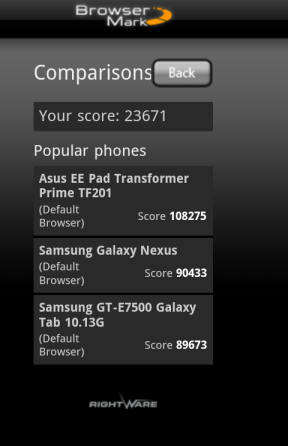 Browser
Mark
Comparisons
Back
Your score: 23671
Popular phones
Asus EE Pad Transformer
Prime TF201
(Default
Browser)
Score 108275
Samsung Galaxy Nexus
(Default
Browser)
Score 90433
Samsung GT-E7500 Galaxy
Tab 10.13G
(Default
Browser)
Score 89673
RIGHTWARE